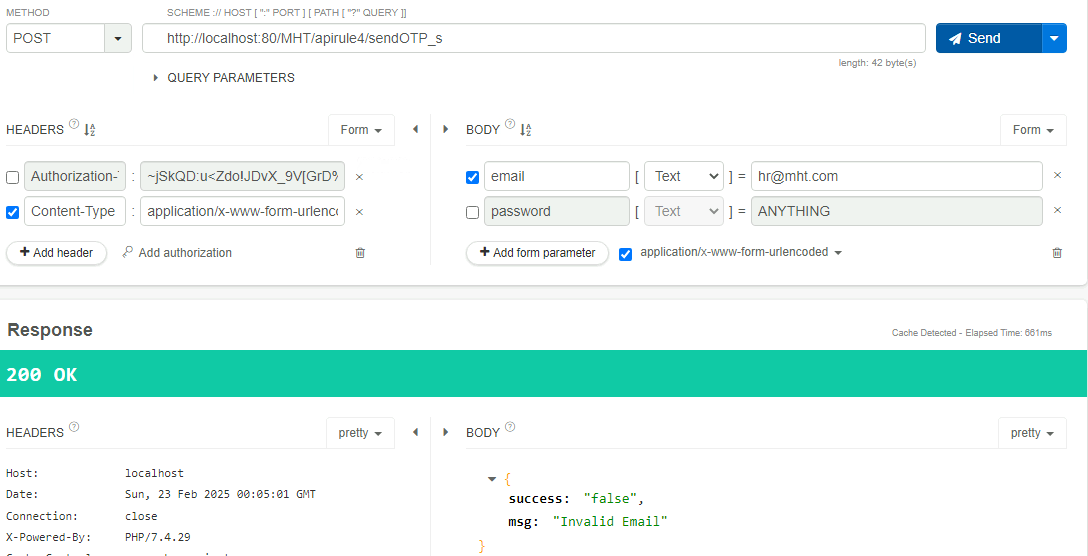 METHOD
SCHEME :// HOST [ ":" PORT ] [ PATH [ "?" QUERY ]]
POST
http://localhost:80/MHT/apirule4/sendOTP_s
Send
length: 42 byte(s)
QUERY PARAMETERS
HEADERS
Form
BODY
Form
Authorization- : ~jSkQD:u<Zdo!JDvX_9V[GrD% ×
Content-Type : application/x-www-form-urlenco ×
Add header
Add authorization
email [ Text ] = hr@mht.com ×
password [ Text ] = ANYTHING ×
Add form parameter
application/x-www-form-urlencoded
Response
Cache Detected - Elapsed Time: 661ms
200 OK
HEADERS
pretty
BODY
pretty
Host: localhost
Date: Sun, 23 Feb 2025 00:05:01 GMT
Connection: close
X-Powered-By: PHP/7.4.29
{
success: "false",
msg: "Invalid Email"
}